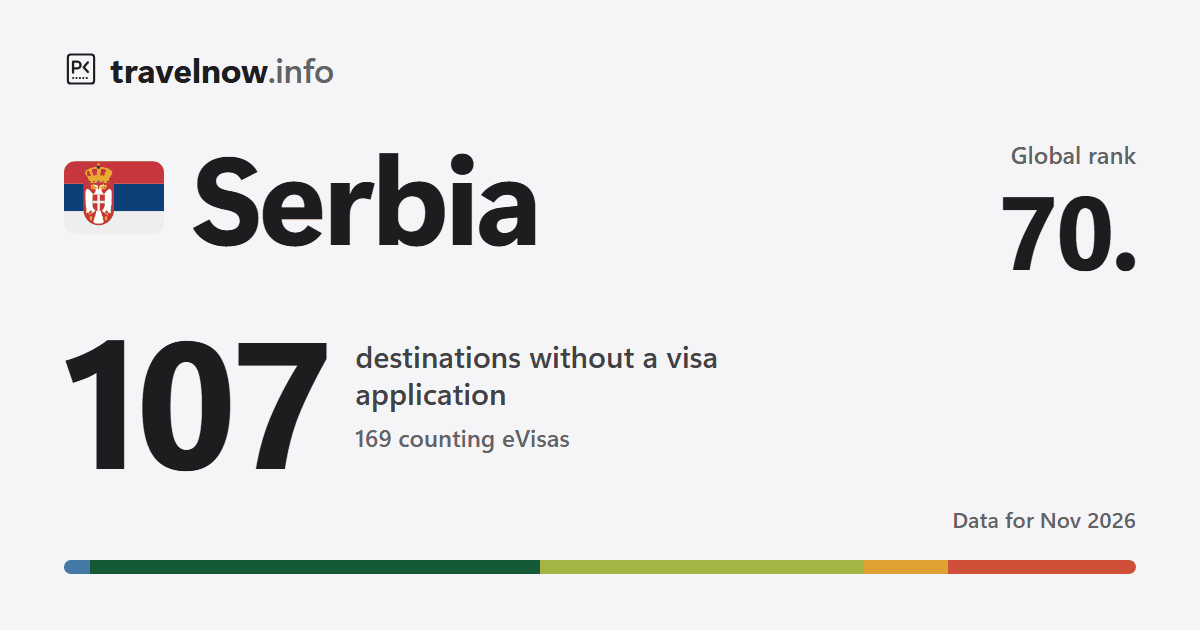 travelnow.info
Serbia
Global rank
70.
107
destinations without a visa
application
169 counting eVisas
Data for Nov 2026